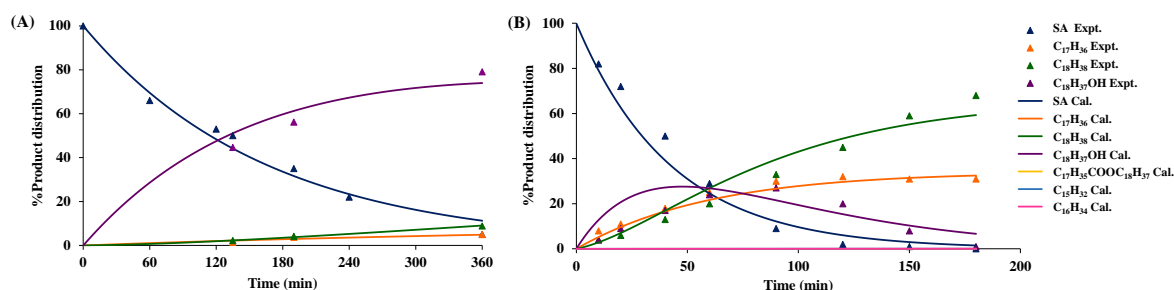 (A)
%Product distribution
100
80
60
40
20
0
0 60 120 180 240 300 360
Time (min)
(B)
%Product distribution
100
80
60
40
20
0
0 50 100 150 200
Time (min)
SA Expt.
C₁₇H₃₆ Expt.
C₁₈H₃₈ Expt.
C₁₈H₃₇OH Expt.
SA Cal.
C₁₇H₃₆ Cal.
C₁₈H₃₈ Cal.
C₁₈H₃₇OH Cal.
C₁₇H₃₅COOC₁₈H₃₇ Cal.
C₁₅H₃₂ Cal.
C₁₆H₃₄ Cal.